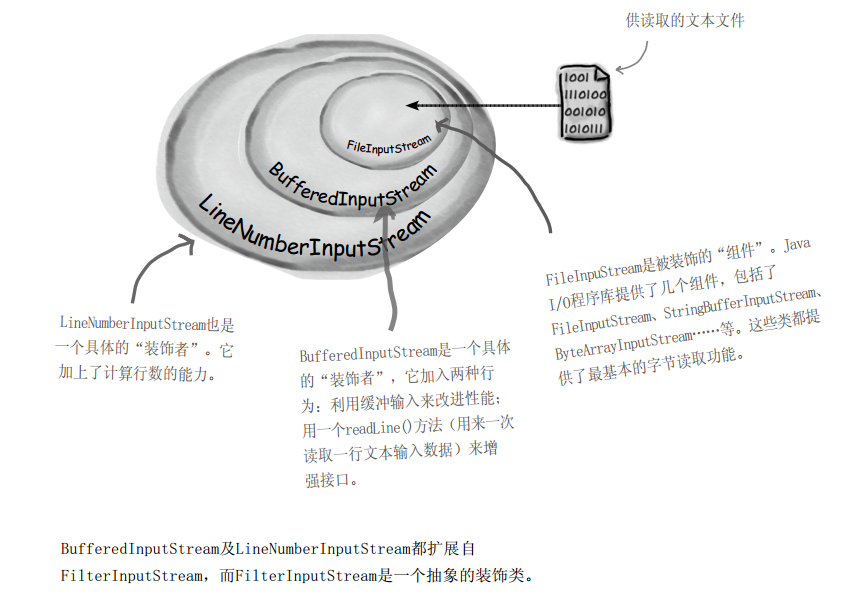 供读取的文本文件
1001
1110100
001010
1010111
FileInputStream
BufferedInputStream
LineNumberInputStream
FileInpuStream是被装饰的“组件”。Java
I/O程序库提供了几个组件，包括了
FileInputStream、StringBufferInputStream、
ByteArrayInputStream……等。这些类都提
供了最基本的字节读取功能。
LineNumberInputStream也是
一个具体的“装饰者”。它
加上了计算行数的能力。
BufferedInputStream是一个具体
的“装饰者”，它加入两种行
为：利用缓冲输入来改进性能；
用一个readLine()方法（用来一次
读取一行文本输入数据）来增
强接口。
BufferedInputStream及LineNumberInputStream都扩展自
FilterInputStream，而FilterInputStream是一个抽象的装饰类。